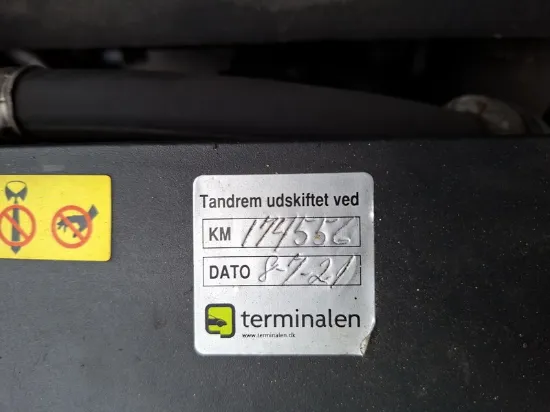 Tandrem udskiftet ved
KM 174556
DATO 8-7-21
terminalen
www.terminalen.dk